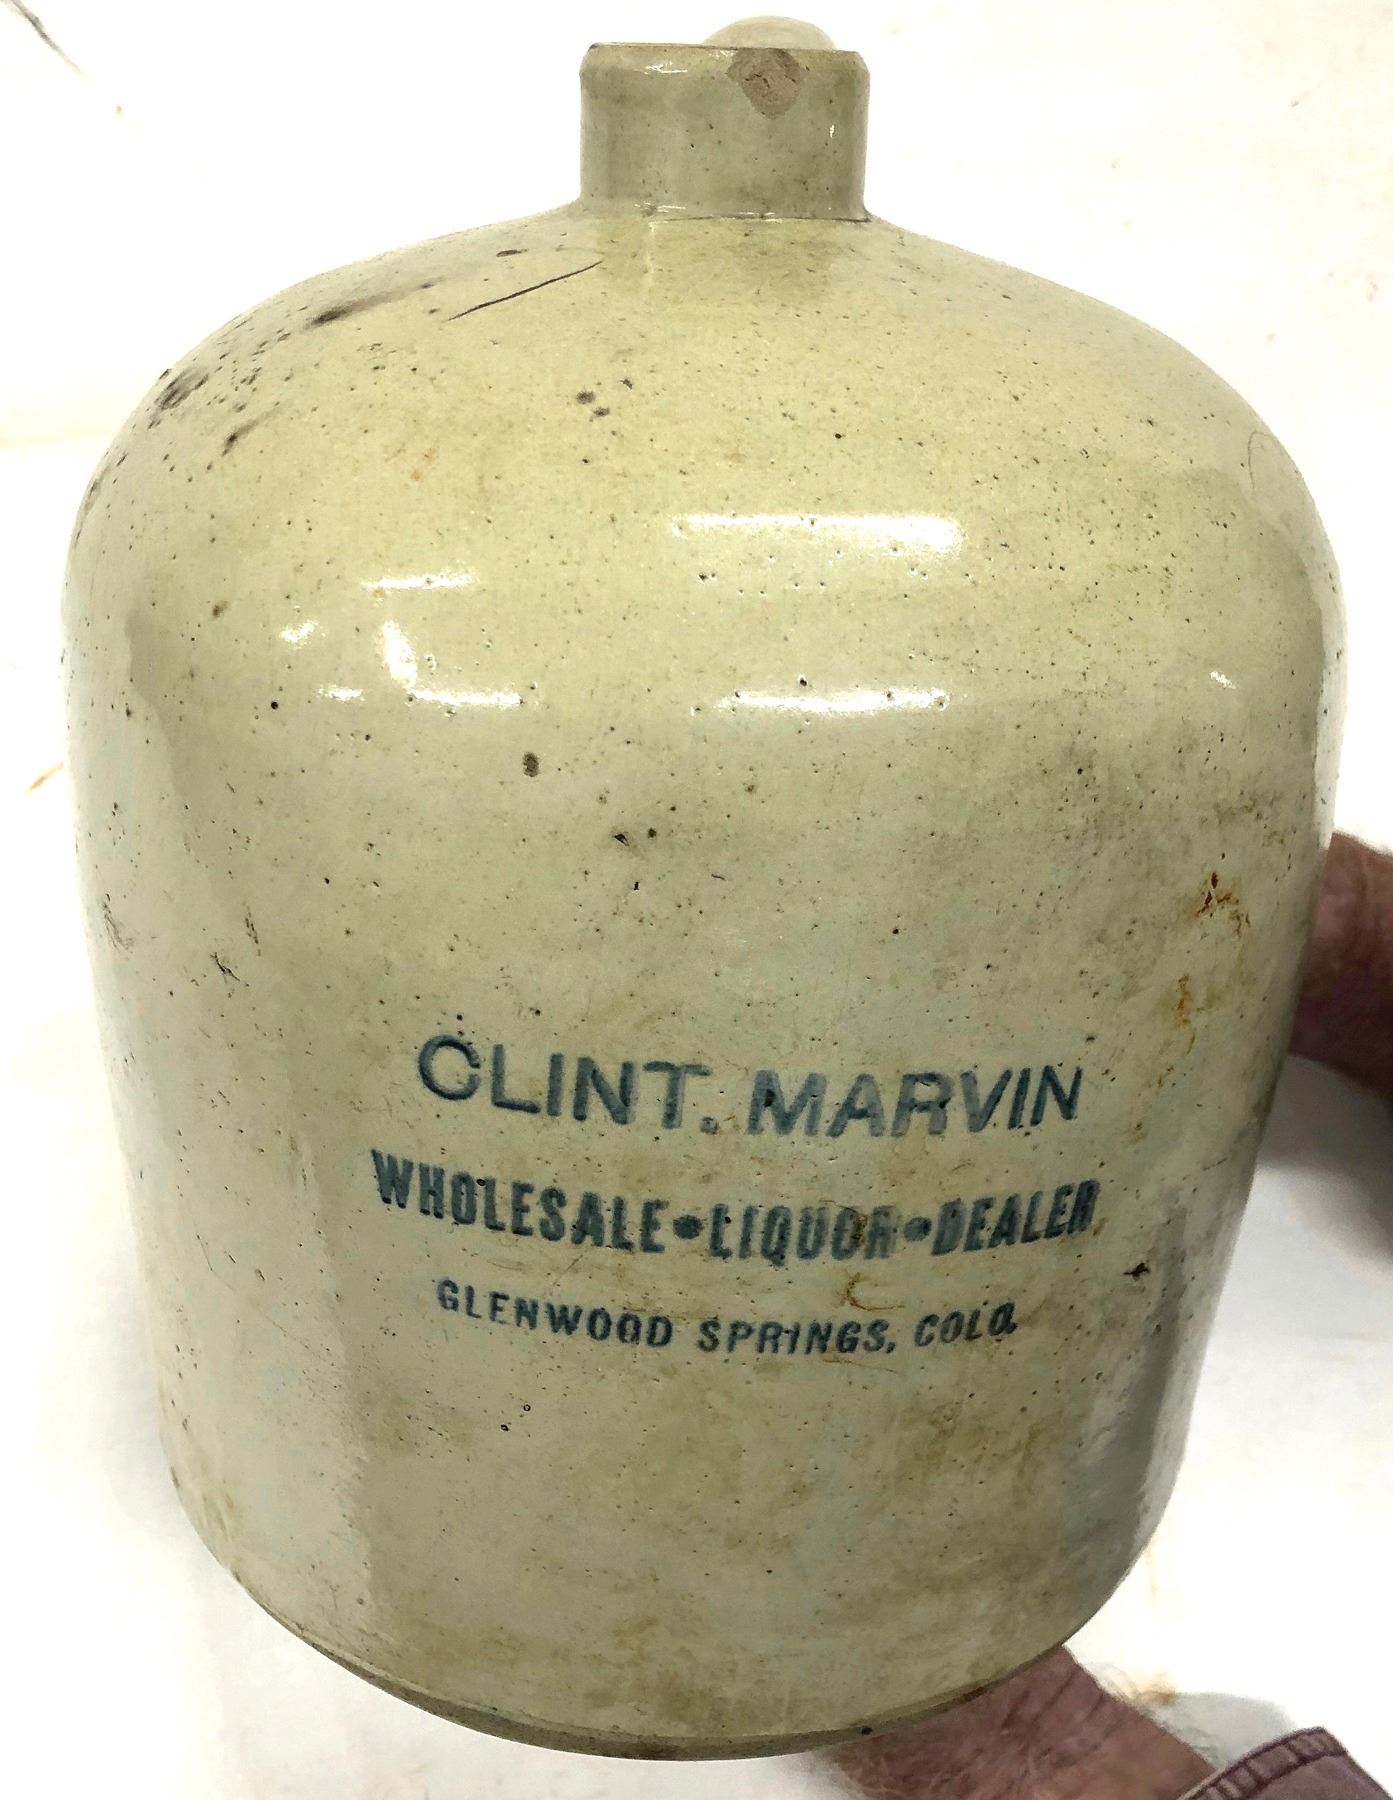 CLINT. MARVIN
WHOLESALE•LIQUOR•DEALER
GLENWOOD SPRINGS, COLO.